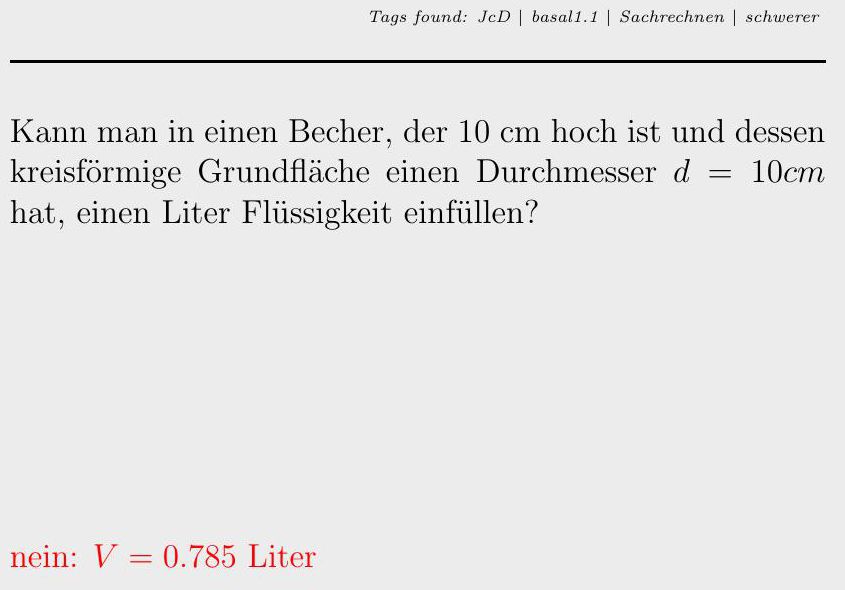 Tags found: JcD | basal1.1 | Sachrechnen | schwerer
Kann man in einen Becher, der 10 cm hoch ist und dessen
kreisförmige Grundfläche einen Durchmesser d = 10cm
hat, einen Liter Flüssigkeit einfüllen?
nein: V = 0.785 Liter